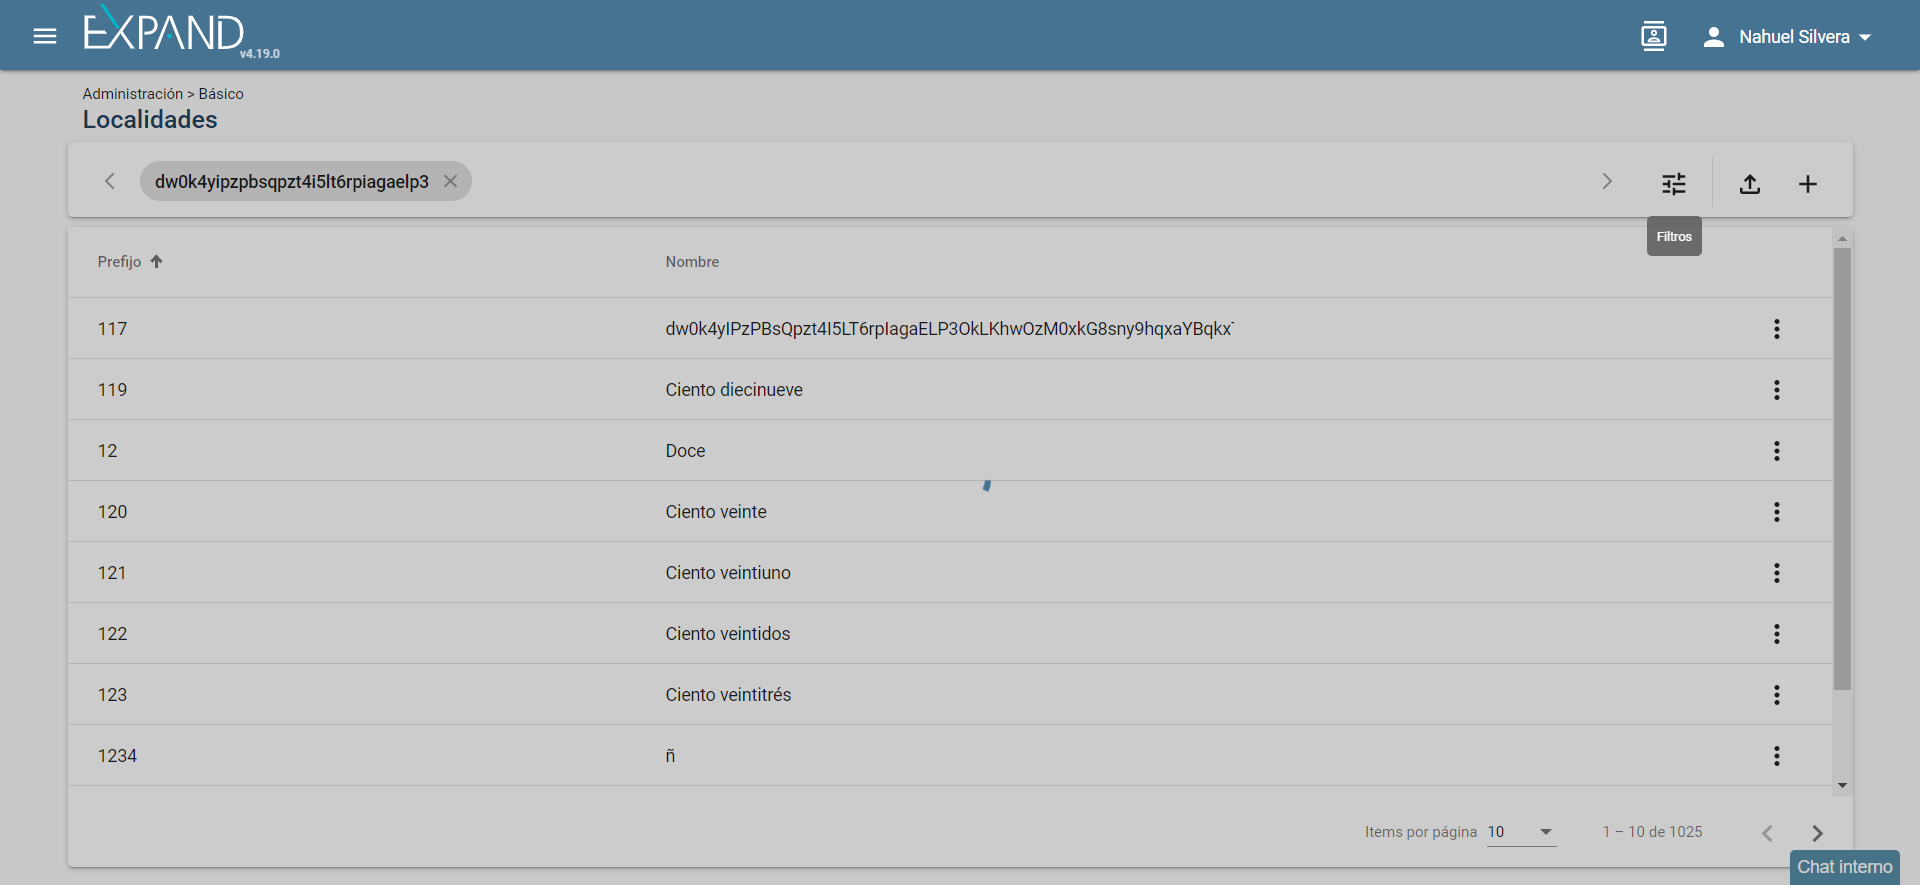 EXPAND
v4.19.0
Nahuel Silvera
Administración > Básico
Localidades
dw0k4yipzpbsqpzt4i5lt6rpiagaelp3
Filtros
Prefijo Nombre
117 dw0k4yIPzPBsQpzt4I5LT6rpIagaELP3OkLKhwOzM0xkG8sny9hqxaYBqkx
119 Ciento diecinueve
12 Doce
120 Ciento veinte
121 Ciento veintiuno
122 Ciento veintidos
123 Ciento veintitrés
1234 ñ
Items por página 10 1 – 10 de 1025
Chat interno